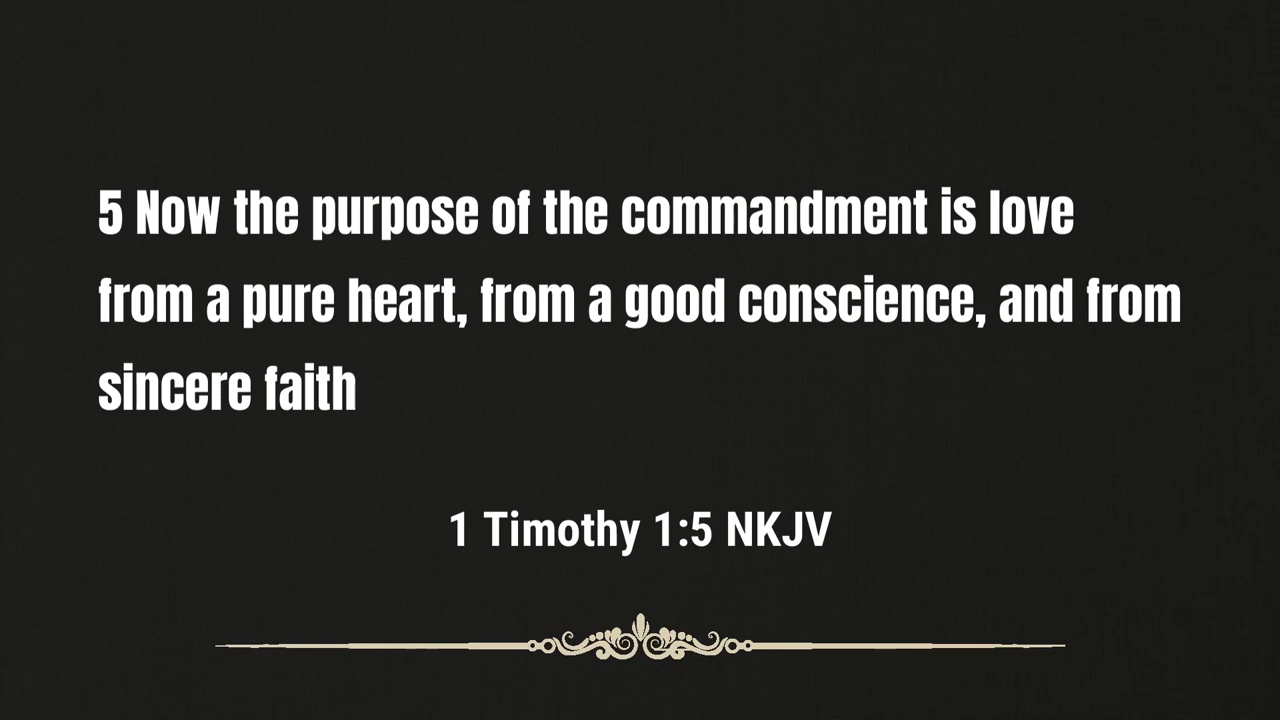 5 Now the purpose of the commandment is love
from a pure heart, from a good conscience, and from
sincere faith
1 Timothy 1:5 NKJV